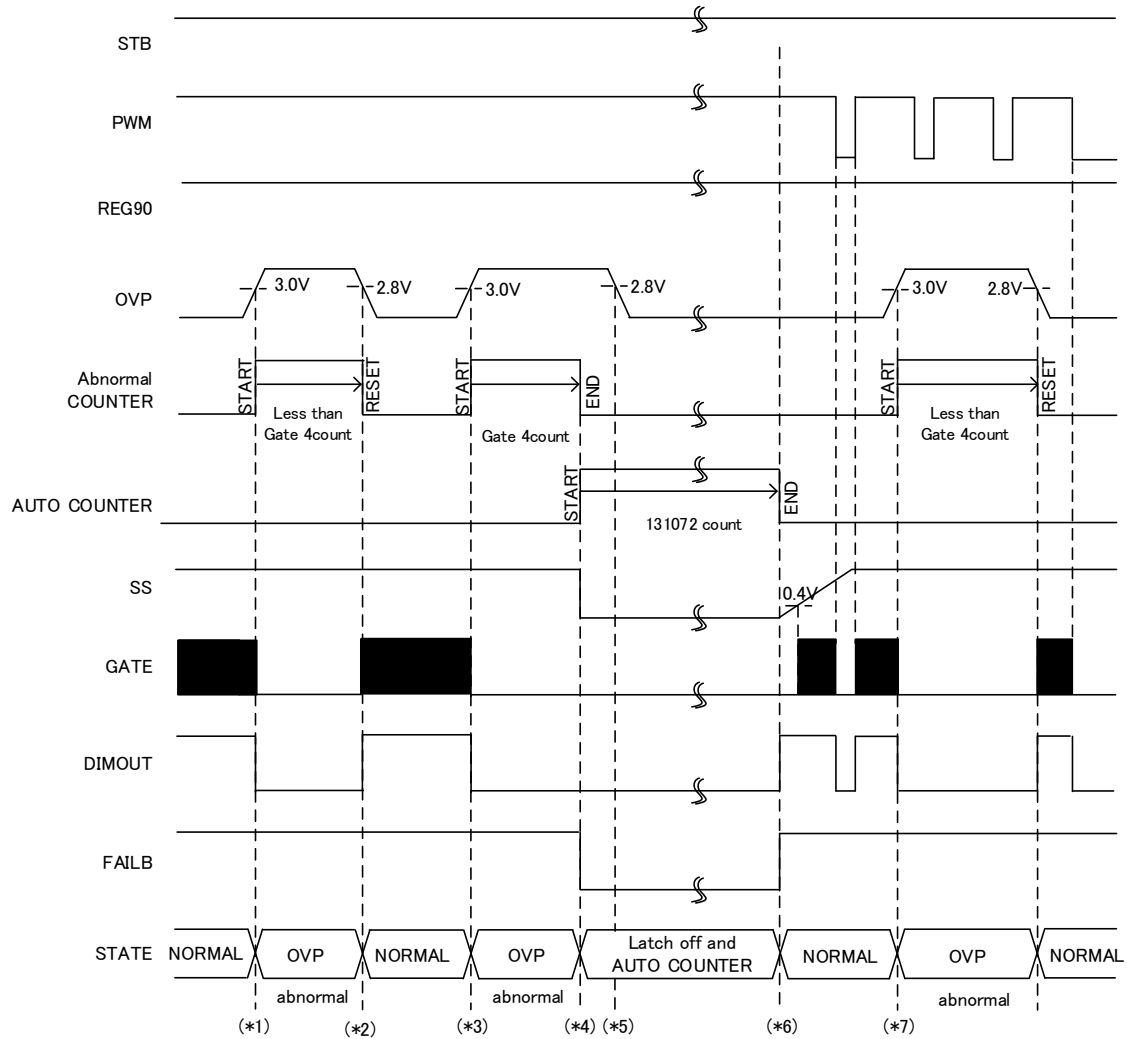 STB
PWM
REG90
OVP
3.0V
2.8V
3.0V
2.8V
3.0V
2.8V
Abnormal
COUNTER
START
RESET
START
END
START
RESET
Less than
Gate 4count
Gate 4count
Less than
Gate 4count
AUTO COUNTER
START
END
131072 count
SS
0.4V
GATE
DIMOUT
FAILB
STATE
NORMAL
OVP
NORMAL
OVP
Latch off and
AUTO COUNTER
NORMAL
OVP
NORMAL
abnormal
abnormal
abnormal
(*1)
(*2)
(*3)
(*4)
(*5)
(*6)
(*7)